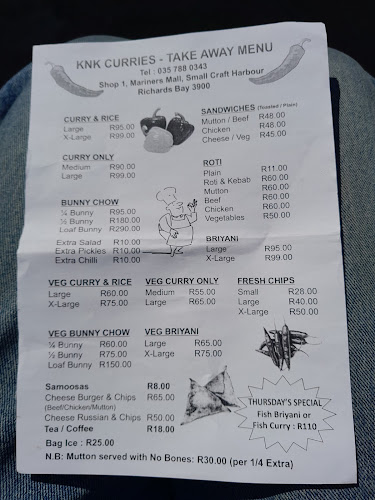 KNK CURRIES - TAKE AWAY MENU
Tel : 035 788 0343
Shop 1, Mariners Mall, Small Craft Harbour
Richards Bay 3900
CURRY & RICE
Large R95.00
X-Large R99.00
CURRY ONLY
Medium R90.00
Large R99.00
BUNNY CHOW
¼ Bunny R95.00
½ Bunny R180.00
Loaf Bunny R290.00
Extra Salad R10.00
Extra Pickles R10.00
Extra Chilli R10.00
SANDWICHES (Toasted / Plain)
Mutton / Beef R48.00
Chicken R48.00
Cheese / Veg R45.00
ROTI
Plain R11.00
Roti & Kebab R60.00
Mutton R60.00
Beef R60.00
Chicken R60.00
Vegetables R50.00
BRIYANI
Large R95.00
X-Large R99.00
VEG CURRY & RICE
Large R60.00
X-Large R75.00
VEG CURRY ONLY
Medium R55.00
Large R65.00
FRESH CHIPS
Small R28.00
Large R40.00
X-Large R50.00
VEG BUNNY CHOW
¼ Bunny R60.00
½ Bunny R75.00
Loaf Bunny R150.00
VEG BRIYANI
Large R65.00
X-Large R75.00
Samoosas R8.00
Cheese Burger & Chips R65.00
(Beef/Chicken/Mutton)
Cheese Russian & Chips R50.00
Tea / Coffee R18.00
Bag Ice : R25.00
N.B: Mutton served with No Bones: R30.00 (per 1/4 Extra)
THURSDAY'S SPECIAL
Fish Briyani or
Fish Curry : R110